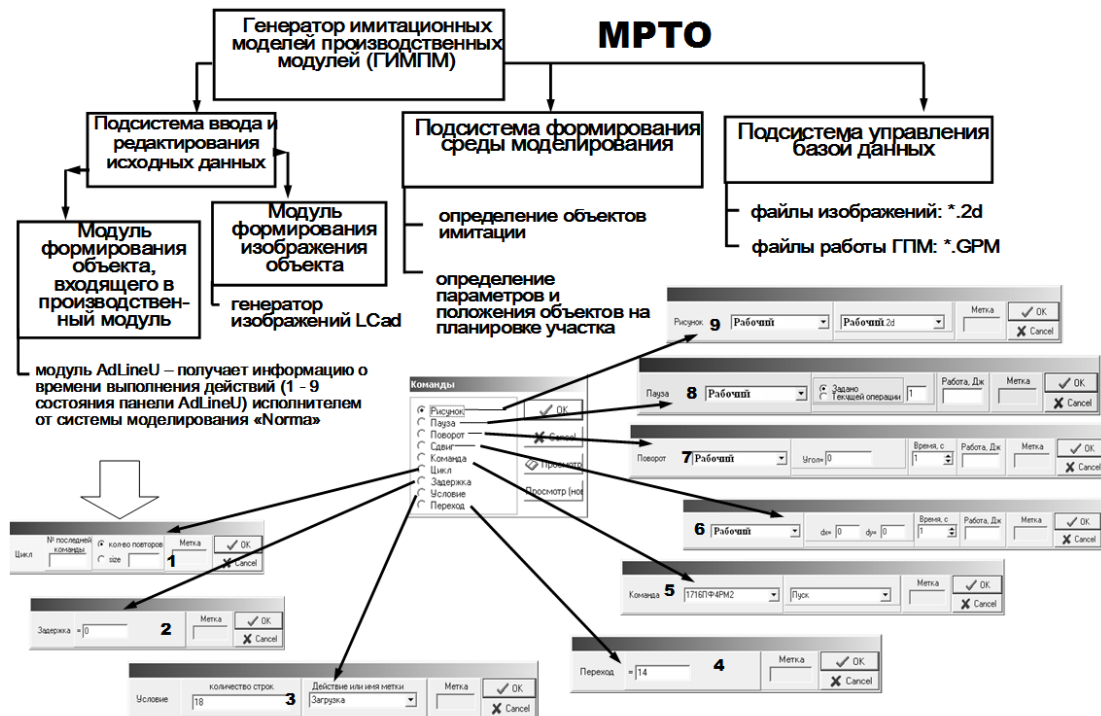 Генератор имитационных
моделей производственных
модулей (ГИМПМ)
МРТО
Подсистема ввода и
редактирования
исходных данных
Подсистема формирования
среды моделирования
Подсистема управления
базой данных
Модуль
формирования
объекта,
входящего в
производствен-
ный модуль
Модуль
формирования
изображения
объекта
определение объектов
имитации
определение
параметров и
положения объектов на
планировке участка
файлы изображений: *.2d
файлы работы ГПМ: *.GPM
генератор
изображений LCad
модуль AdLineU – получает информацию о
времени выполнения действий (1 - 9
состояния панели AdLineU) исполнителем
от системы моделирования «Norma»
Команды
Рисунок
Пауза
Поворот
Сдвиг
Команда
Цикл
Задержка
Условие
Переход
OK
Cancel
Просмотр
Просмотр (нов
Рисунок 9 Рабочий Рабочий.2d Метка OK Cancel
Пауза 8 Рабочий Задано Текущей операции 1 Работа, Дж Метка OK Cancel
Поворот 7 Рабочий Угол= 0 Время, с 1 Работа, Дж Метка OK Cancel
6 Рабочий dx= 0 dy= 0 Время, с 1 Работа, Дж Метка OK Cancel
Команда 5 1716ПФ4РМ2 Пуск Метка OK Cancel
Переход = 14 4 Метка OK Cancel
Цикл № последней команды кол-во повторов size 1 Метка OK Cancel
Задержка = 0 2 Метка OK Cancel
Условие количество строк 18 3 Действие или имя метки Загрузка Метка OK Cancel